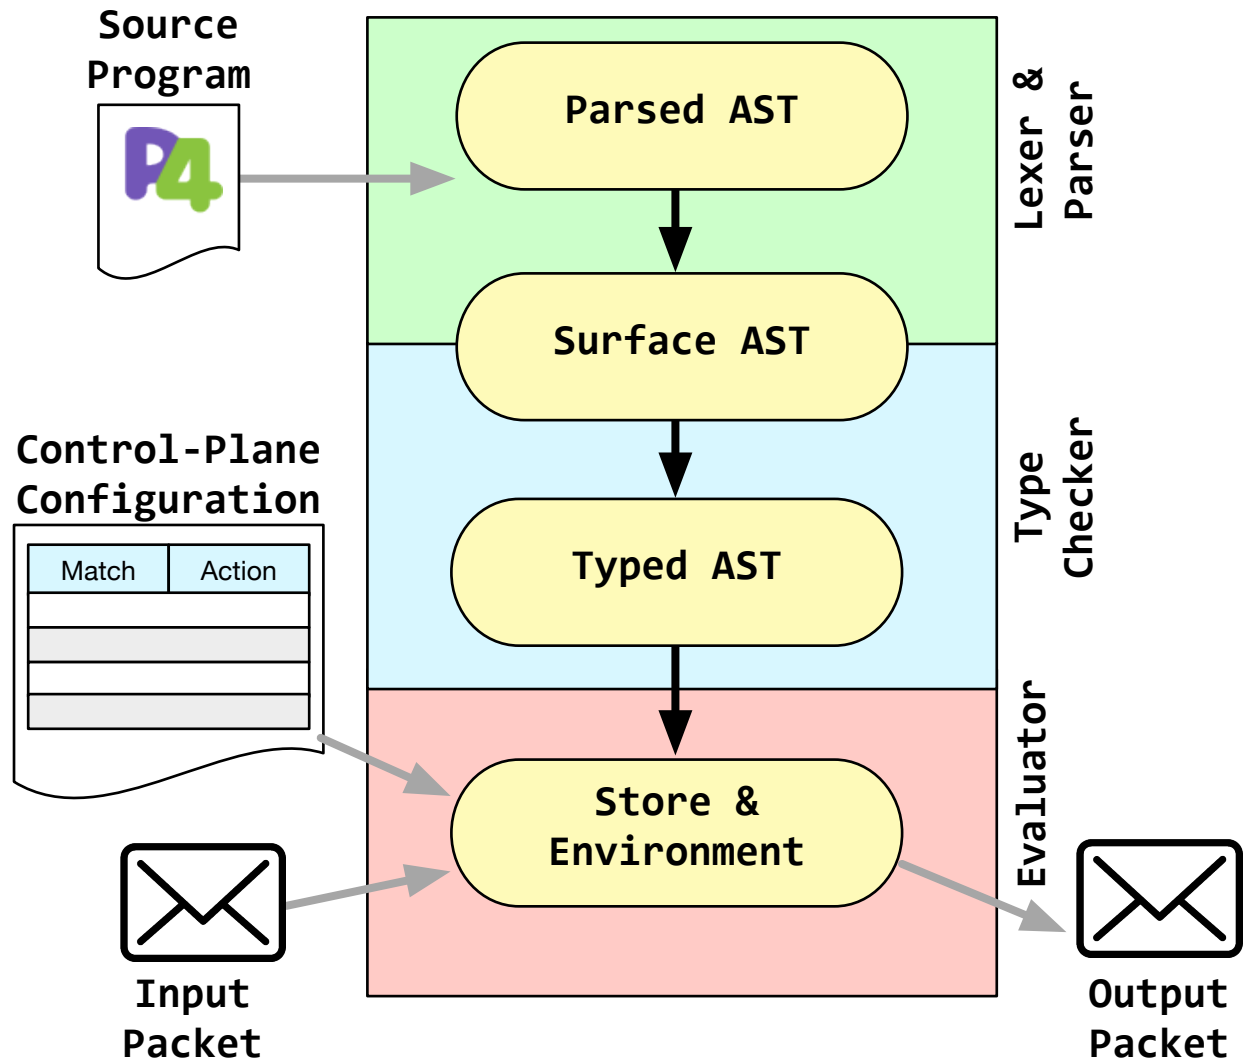 Source
Program
P4
Parsed AST
Lexer &
Parser
Surface AST
Control-Plane
Configuration
Match
Action
Type
Checker
Typed AST
Store &
Environment
Evaluator
Input
Packet
Output
Packet